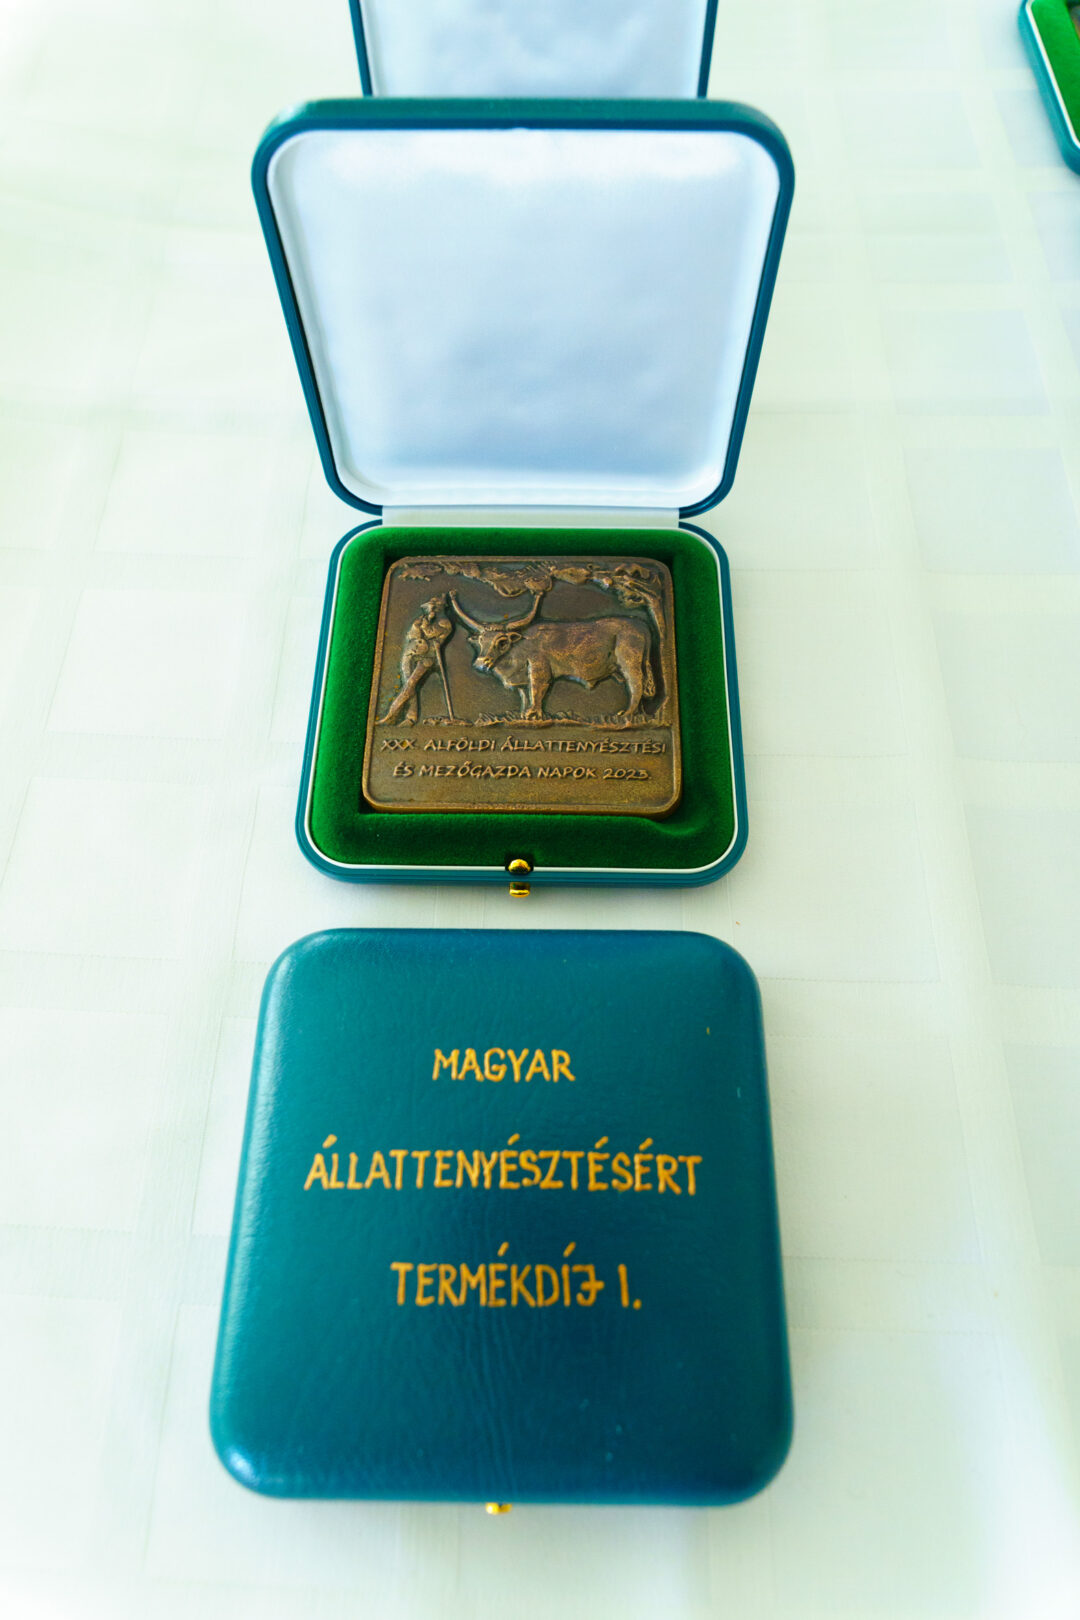 XXX. ALFÖLDI ÁLLATTENYÉSZTÉSI
ÉS MEZŐGAZDA NAPOK 2023.
MAGYAR
ÁLLATTENYÉSZTÉSÉRT
TERMÉKDÍJ I.